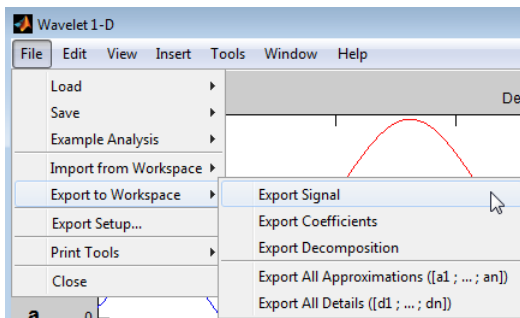 Wavelet 1-D
File Edit View Insert Tools Window Help
Load
Save
De
Example Analysis
Import from Workspace
Export to Workspace
Export Signal
Export Setup...
Export Coefficients
Print Tools
Export Decomposition
Close
Export All Approximations ([a1 ; ... ; an])
a 0
Export All Details ([d1 ; ... ; dn])